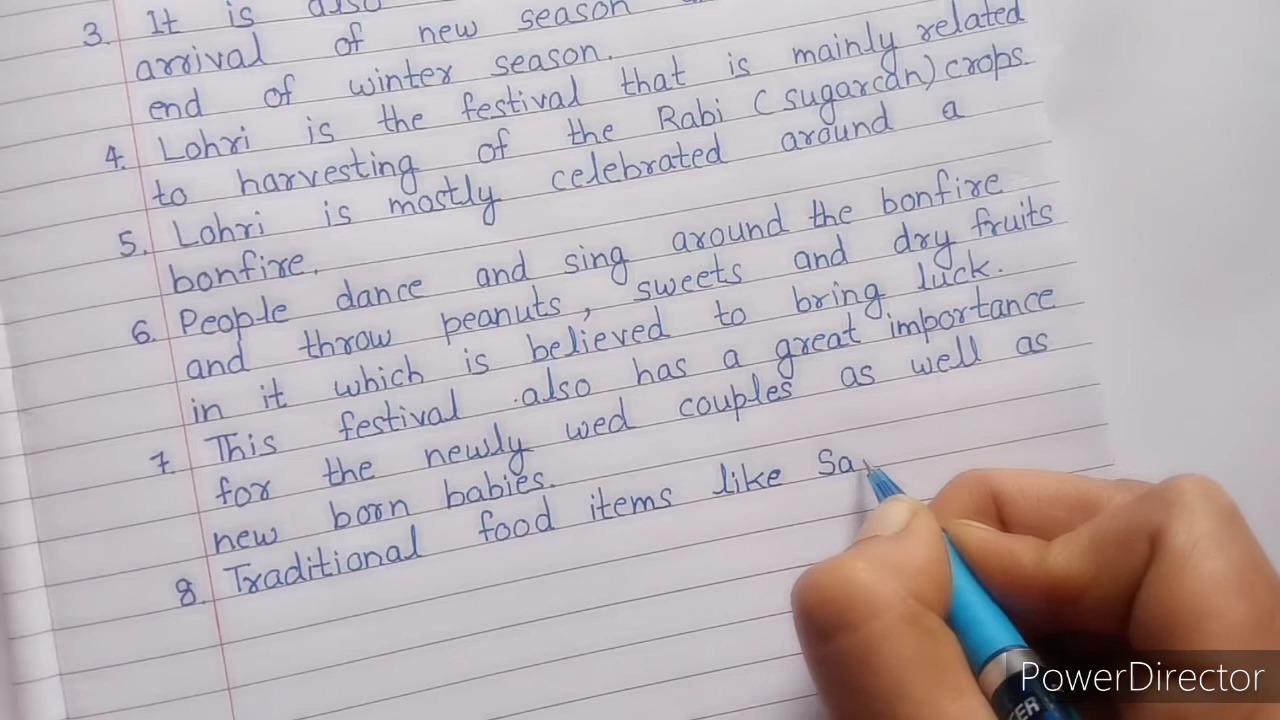 3. It is also
arrival of new season
end of winter season.
4. Lohri is the festival that is mainly related
to harvesting of the Rabi (sugarcan) crops.
5. Lohri is mostly celebrated around a
bonfire.
6. People dance and sing around the bonfire
and throw peanuts, sweets and dry fruits
in it which is believed to bring luck.
7. This festival also has a great importance
for the newly wed couples as well as
new born babies.
8. Traditional food items like Sa
PowerDirector